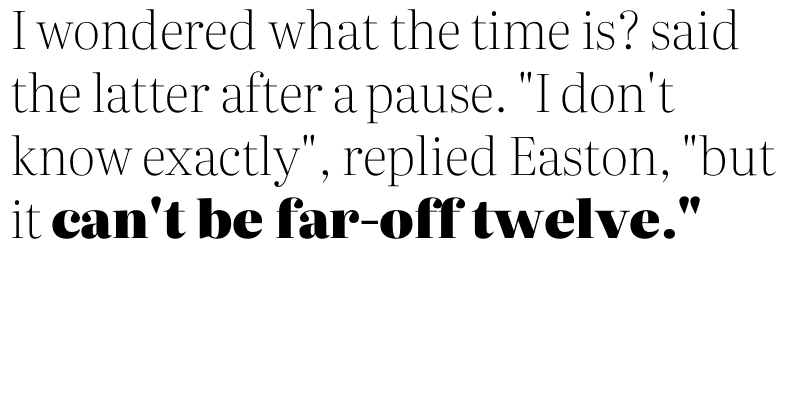 I wondered what the time is? said
the latter after a pause. "I don't
know exactly", replied Easton, "but
it can't be far-off twelve."